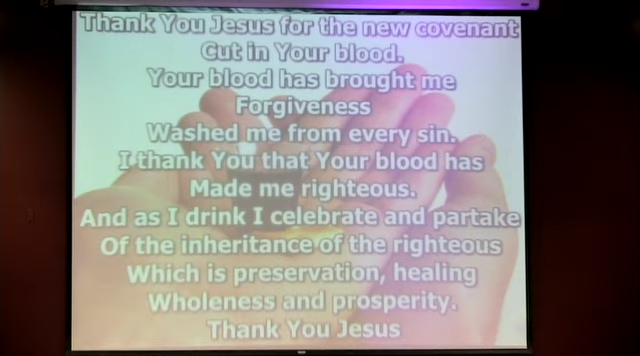 Thank You Jesus for the new covenant
Cut in Your blood.
Your blood has brought me
Forgiveness
Washed me from every sin.
I thank You that Your blood has
Made me righteous.
And as I drink I celebrate and partake
Of the inheritance of the righteous
Which is preservation, healing
Wholeness and prosperity.
Thank You Jesus